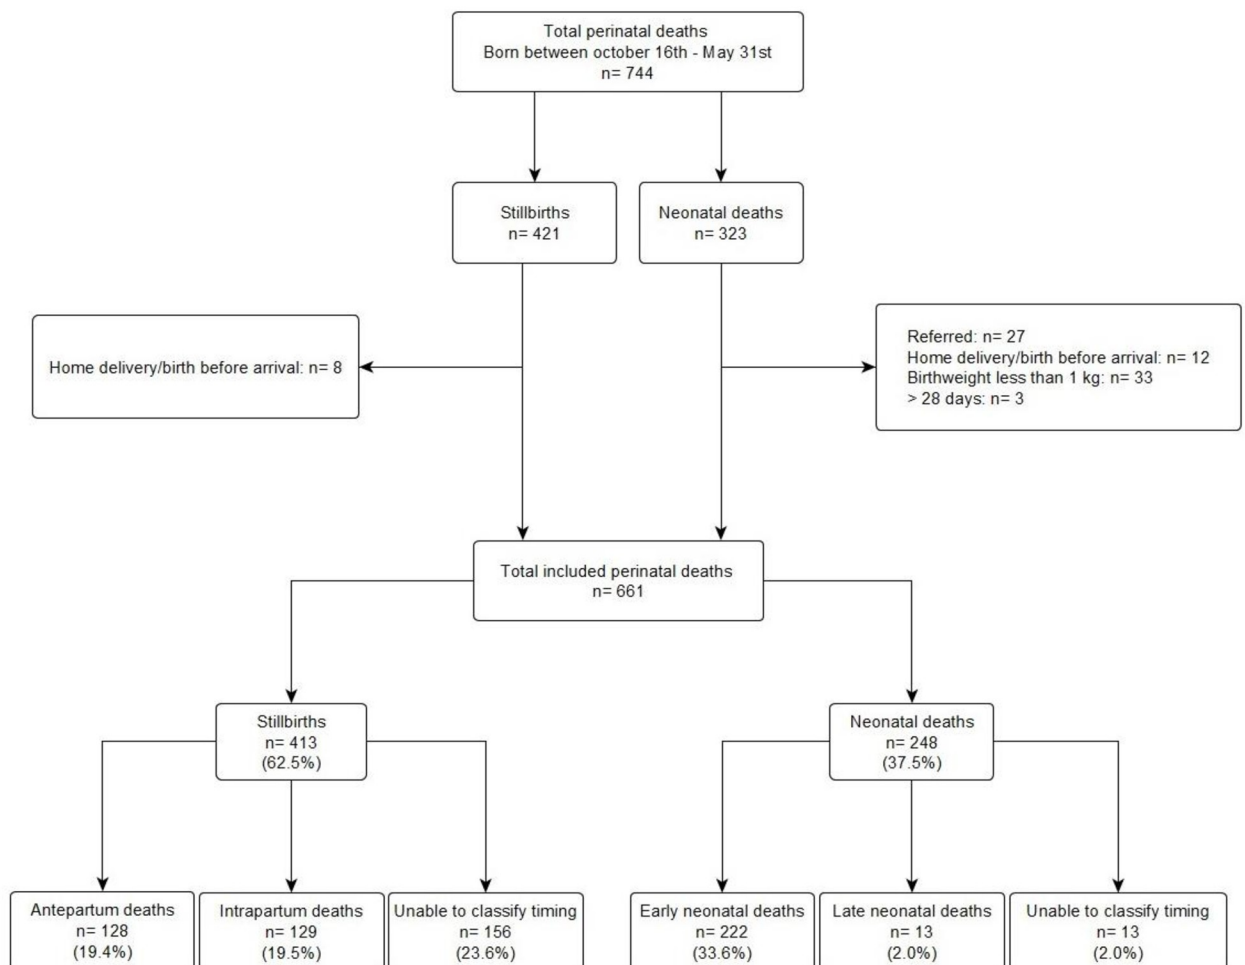 Total perinatal deaths
Born between october 16th - May 31st
n= 744
Stillbirths
n= 421
Neonatal deaths
n= 323
Home delivery/birth before arrival: n= 8
Referred: n= 27
Home delivery/birth before arrival: n= 12
Birthweight less than 1 kg: n= 33
> 28 days: n= 3
Total included perinatal deaths
n= 661
Stillbirths
n= 413
(62.5%)
Neonatal deaths
n= 248
(37.5%)
Antepartum deaths
n= 128
(19.4%)
Intrapartum deaths
n= 129
(19.5%)
Unable to classify timing
n= 156
(23.6%)
Early neonatal deaths
n= 222
(33.6%)
Late neonatal deaths
n= 13
(2.0%)
Unable to classify timing
n= 13
(2.0%)